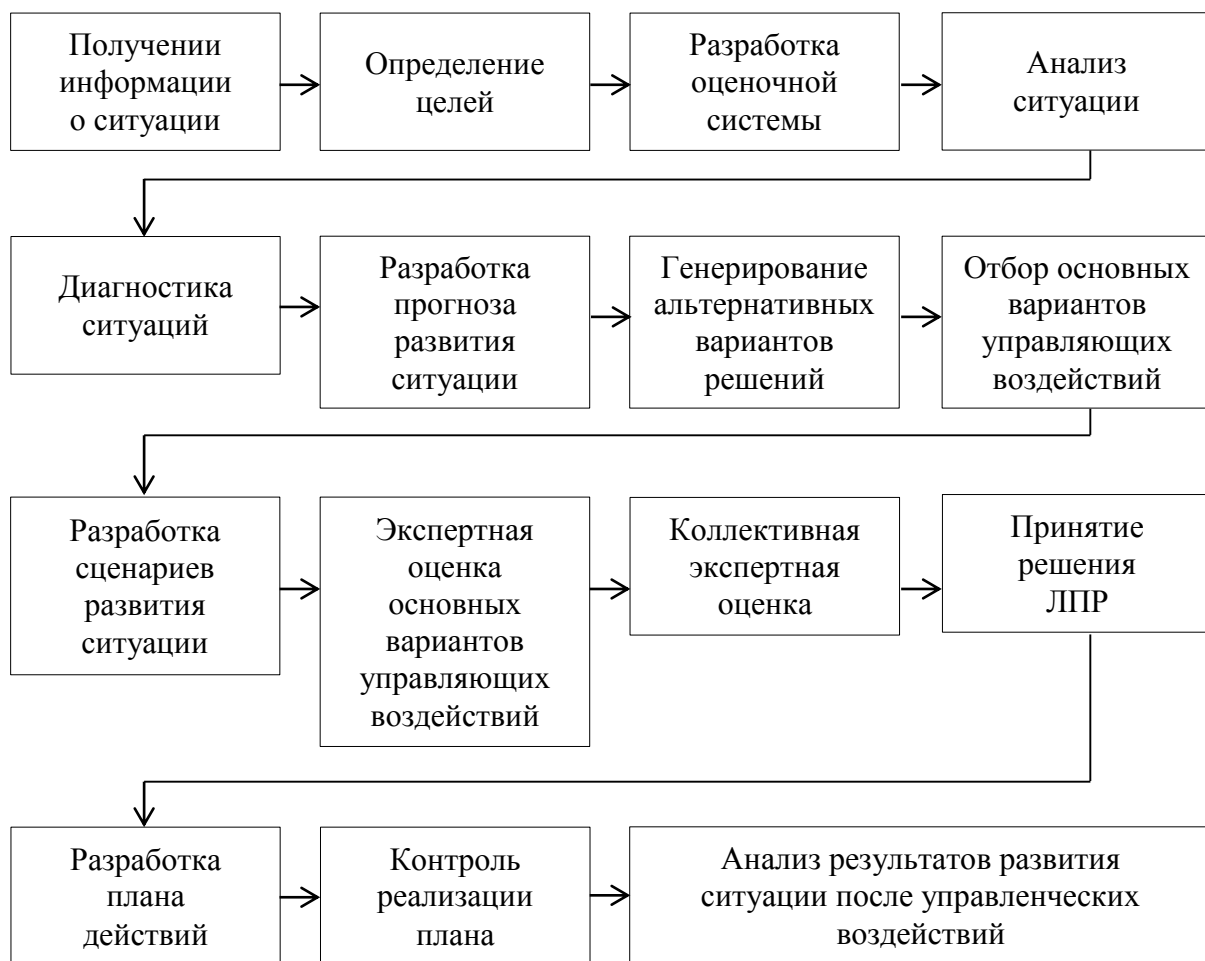 Получении
информации
о ситуации
Определение
целей
Разработка
оценочной
системы
Анализ
ситуации
Диагностика
ситуаций
Разработка
прогноза
развития
ситуации
Генерирование
альтернативных
вариантов
решений
Отбор основных
вариантов
управляющих
воздействий
Разработка
сценариев
развития
ситуации
Экспертная
оценка
основных
вариантов
управляющих
воздействий
Коллективная
экспертная
оценка
Принятие
решения
ЛПР
Разработка
плана
действий
Контроль
реализации
плана
Анализ результатов развития
ситуации после управленческих
воздействий